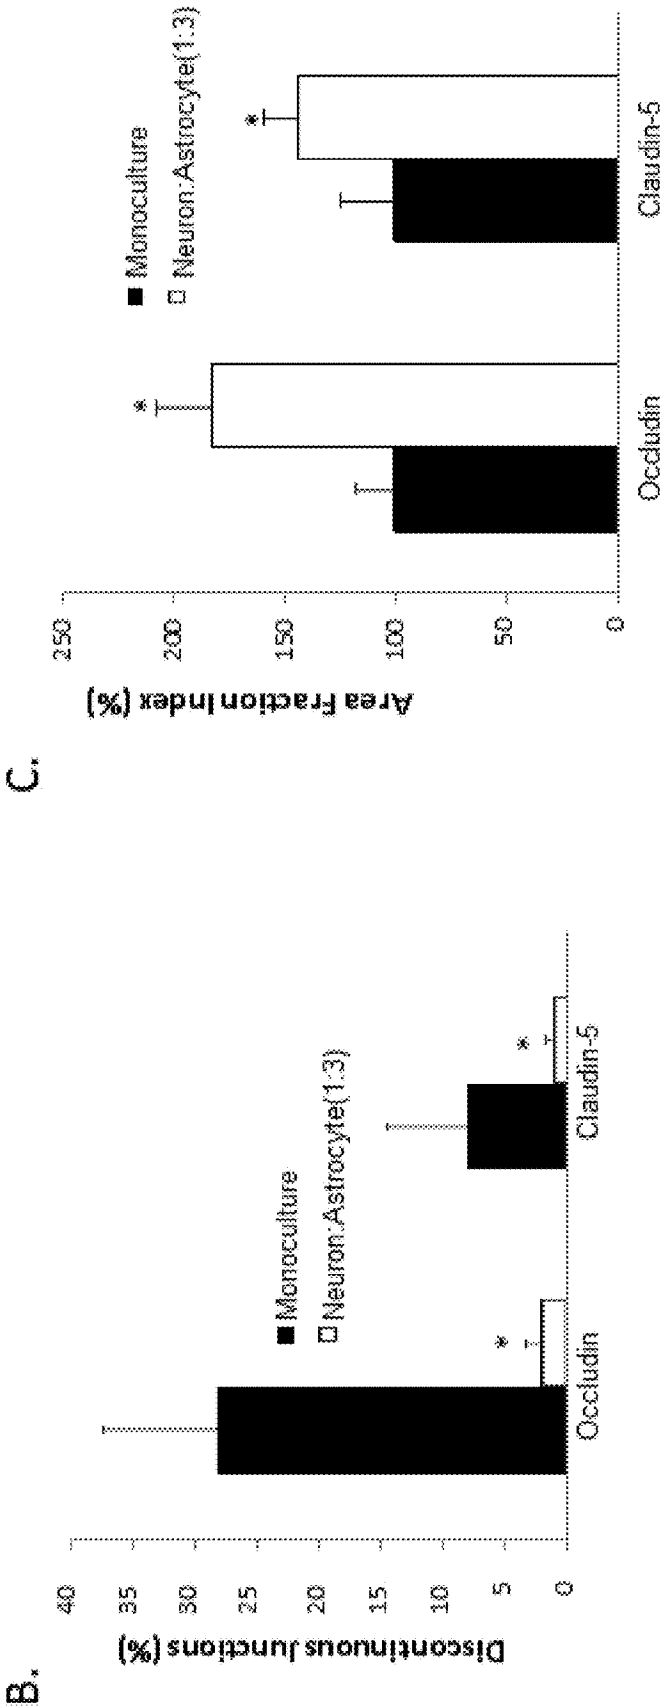 B.
Discontinuous Junctions (%)
40
35
30
25
20
15
10
5
0
Monoculture
Neuron:Astrocyte(1:3)
*
*
Occludin
Claudin-5
C.
Area Fraction Index (%)
250
200
150
100
50
0
Monoculture
Neuron:Astrocyte(1:3)
*
*
Occludin
Claudin-5